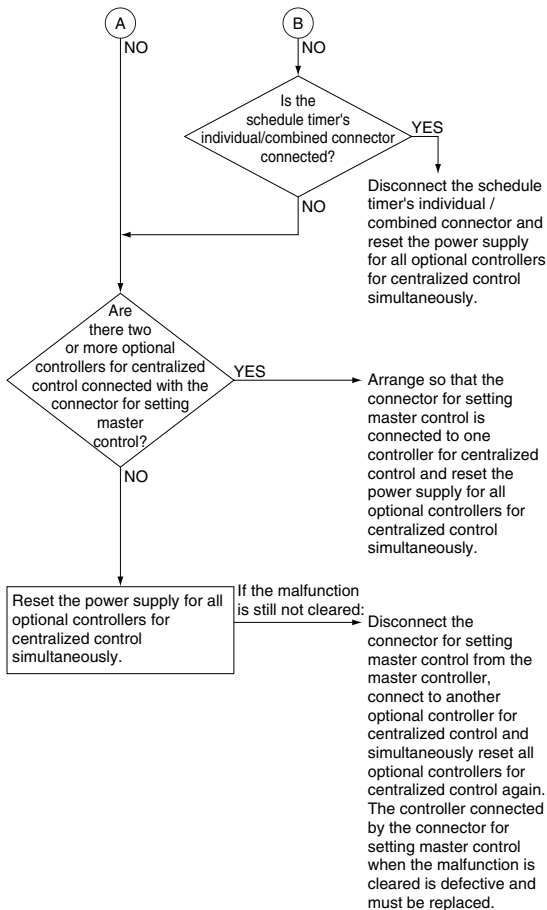 A
NO
B
NO
Is the
schedule timer's
individual/combined connector
connected?
YES
Disconnect the schedule
timer's individual /
combined connector and
reset the power supply
for all optional controllers
for centralized control
simultaneously.
NO
Are
there two
or more optional
controllers for centralized
control connected with the
connector for setting
master
control?
YES
Arrange so that the
connector for setting
master control is
connected to one
controller for centralized
control and reset the
power supply for all
optional controllers for
centralized control
simultaneously.
NO
Reset the power supply for all
optional controllers for
centralized control
simultaneously.
If the malfunction
is still not cleared:
Disconnect the
connector for setting
master control from the
master controller,
connect to another
optional controller for
centralized control and
simultaneously reset all
optional controllers for
centralized control again.
The controller connected
by the connector for
setting master control
when the malfunction is
cleared is defective and
must be replaced.